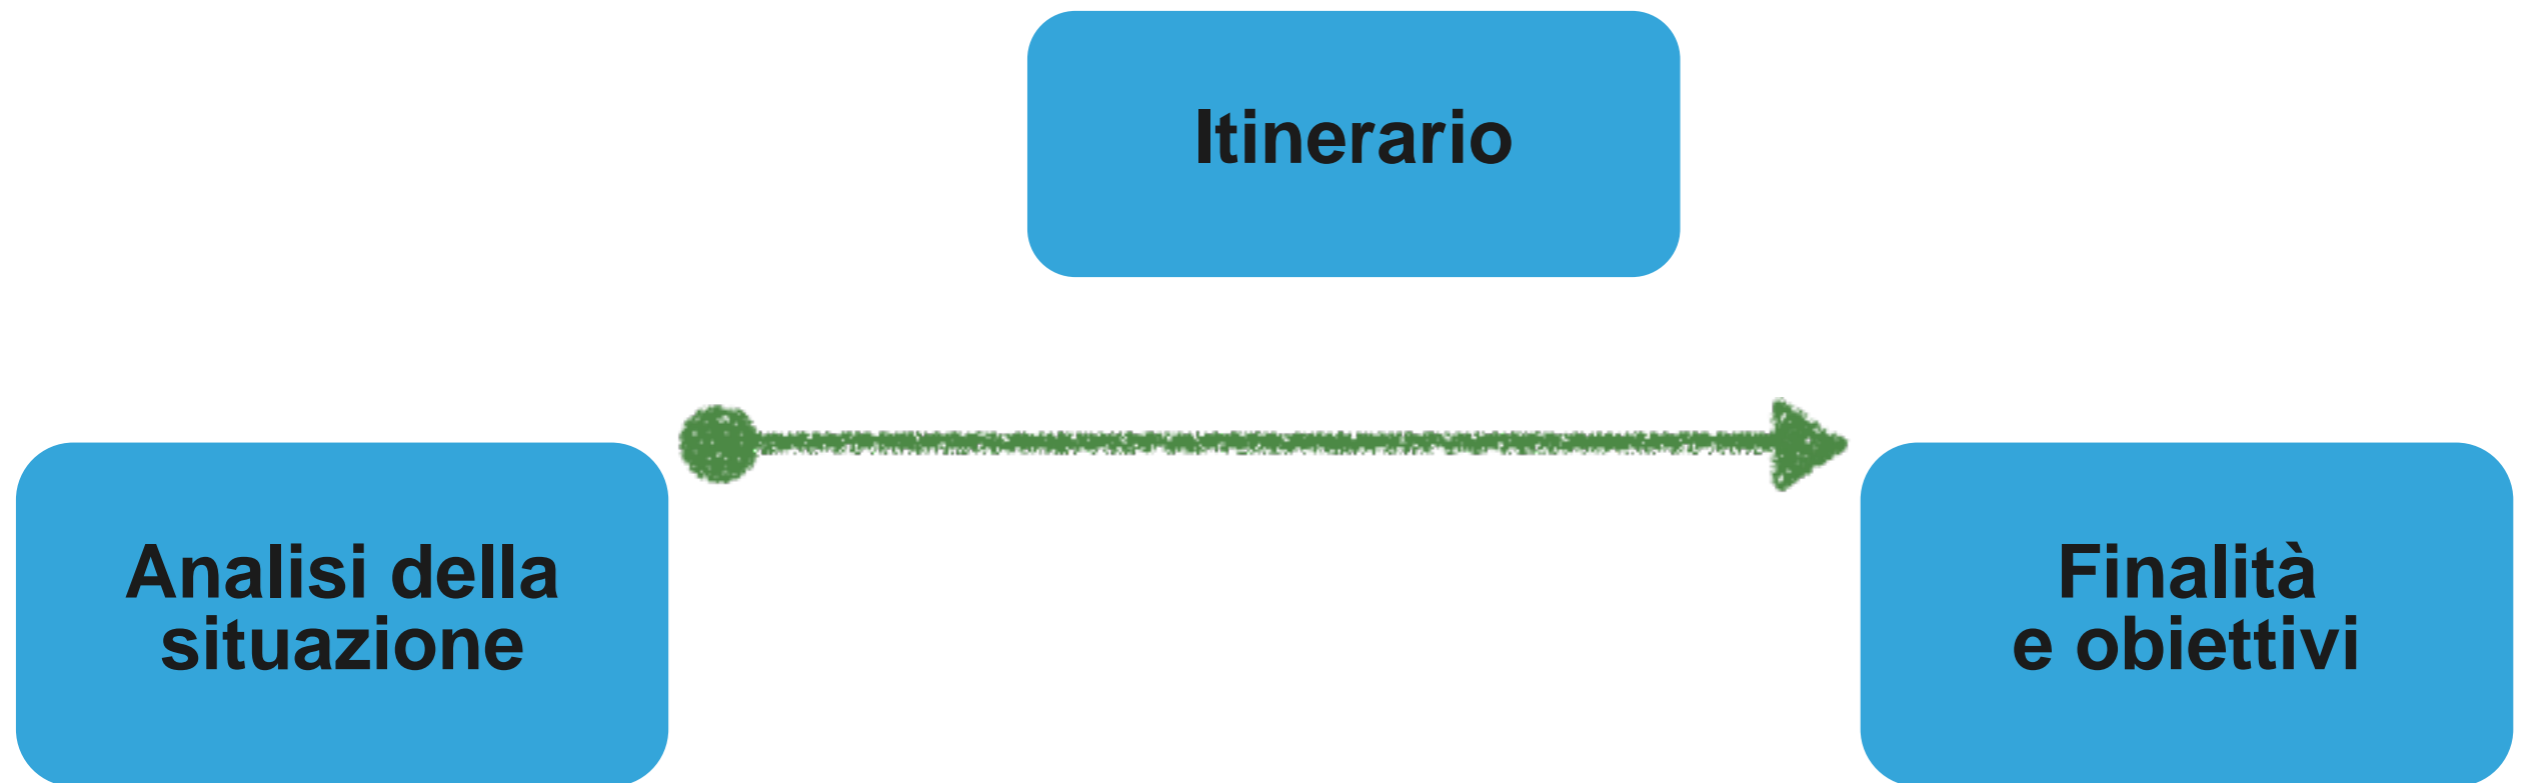 Itinerario
Analisi della
situazione
Finalità
e obiettivi